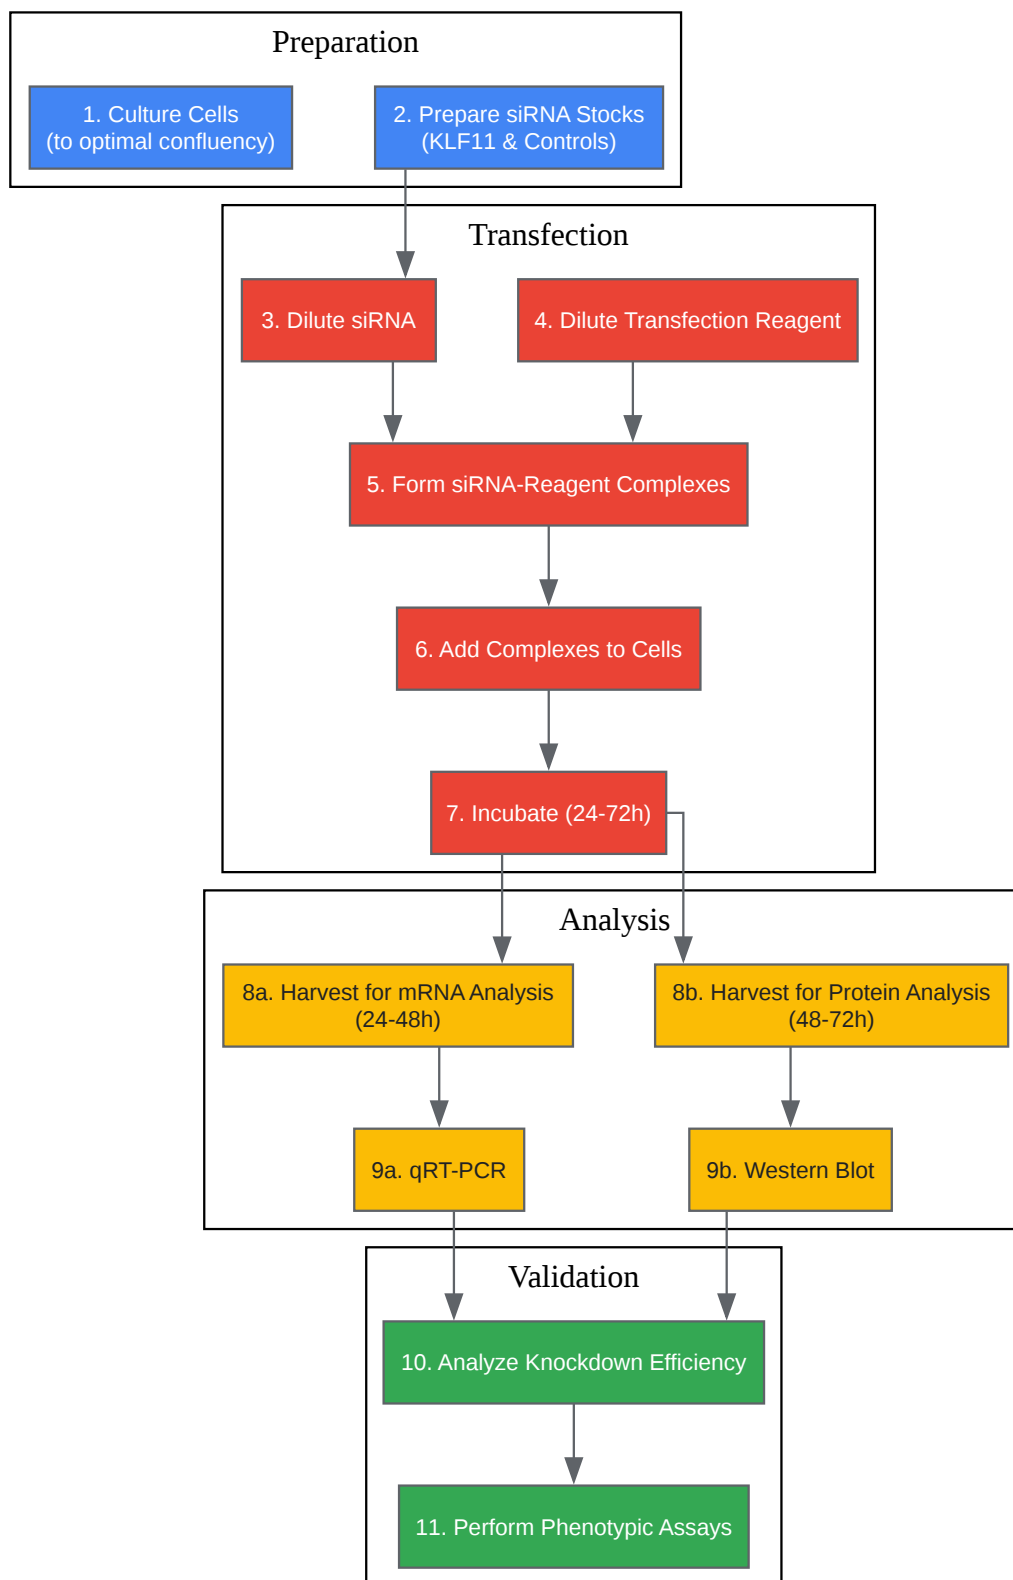 Preparation
1. Culture Cells
(to optimal confluency)
2. Prepare siRNA Stocks
(KLF11 & Controls)
Transfection
3. Dilute siRNA
4. Dilute Transfection Reagent
5. Form siRNA-Reagent Complexes
6. Add Complexes to Cells
7. Incubate (24-72h)
Analysis
8a. Harvest for mRNA Analysis
(24-48h)
8b. Harvest for Protein Analysis
(48-72h)
9a. qRT-PCR
9b. Western Blot
Validation
10. Analyze Knockdown Efficiency
11. Perform Phenotypic Assays